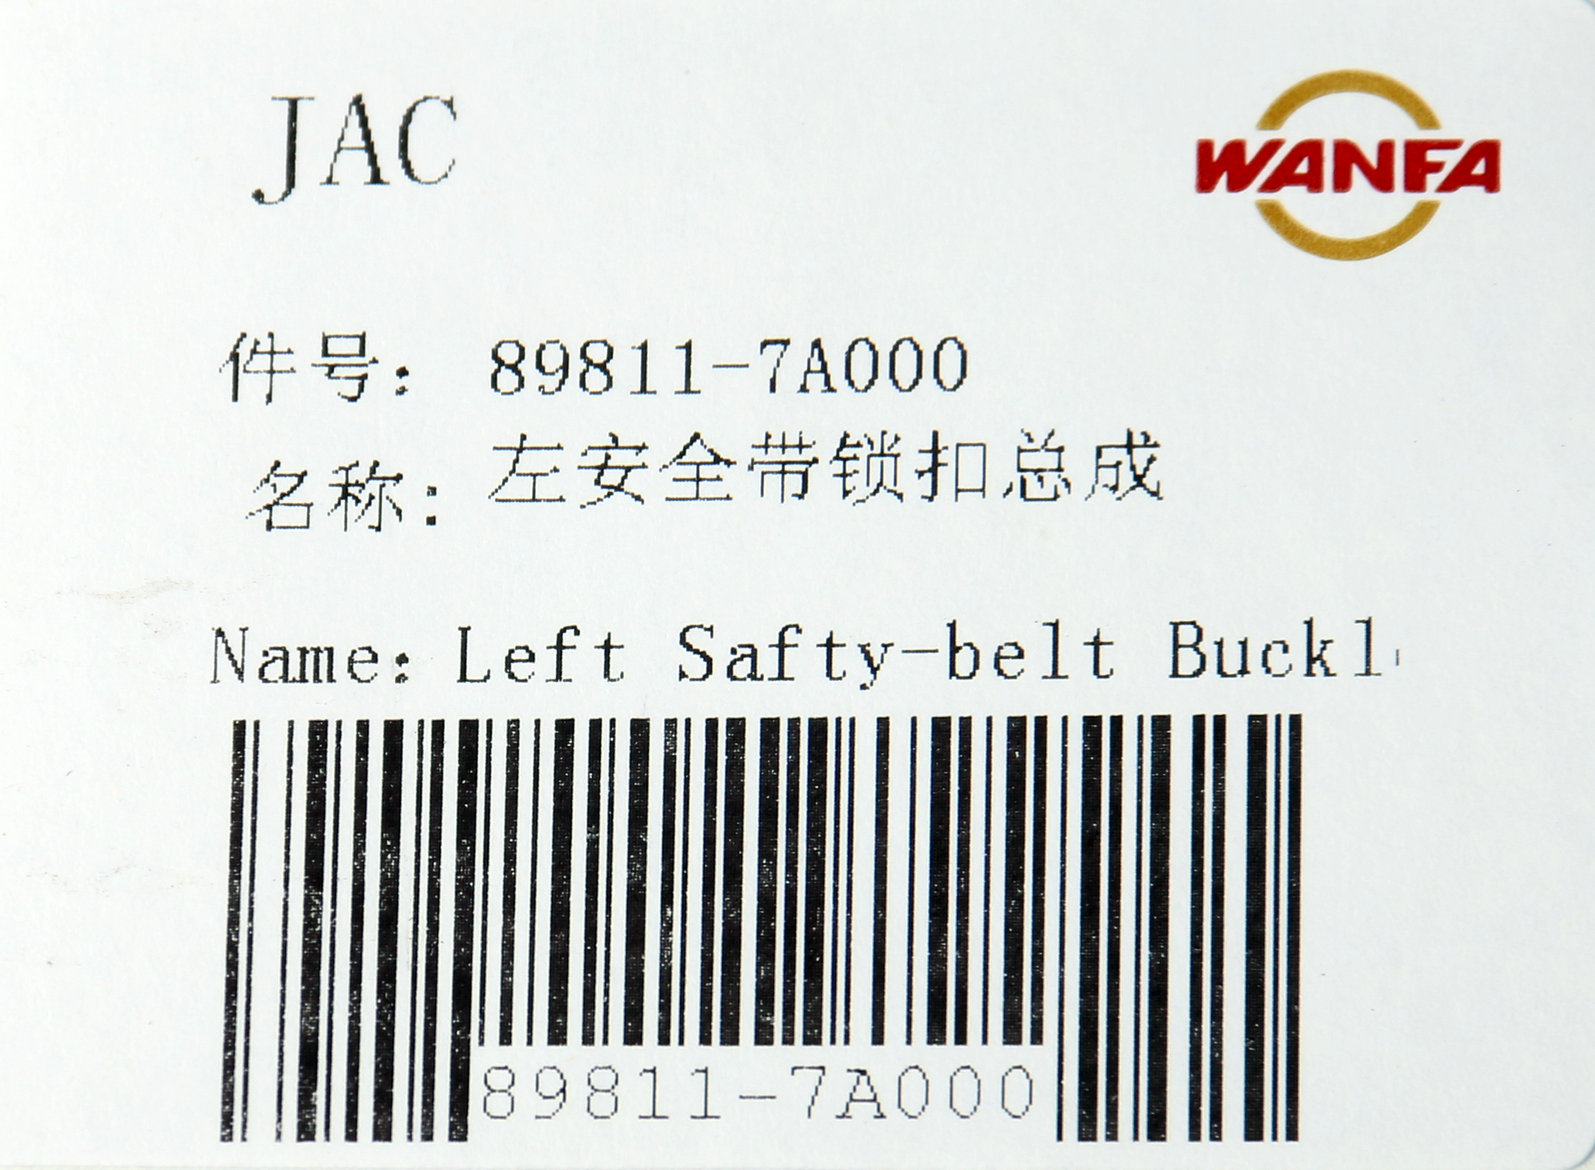 JAC
WANFA
件号: 89811-7A000
名称: 左安全带锁扣总成
Name: Left Safty-belt Buckl
89811-7A000